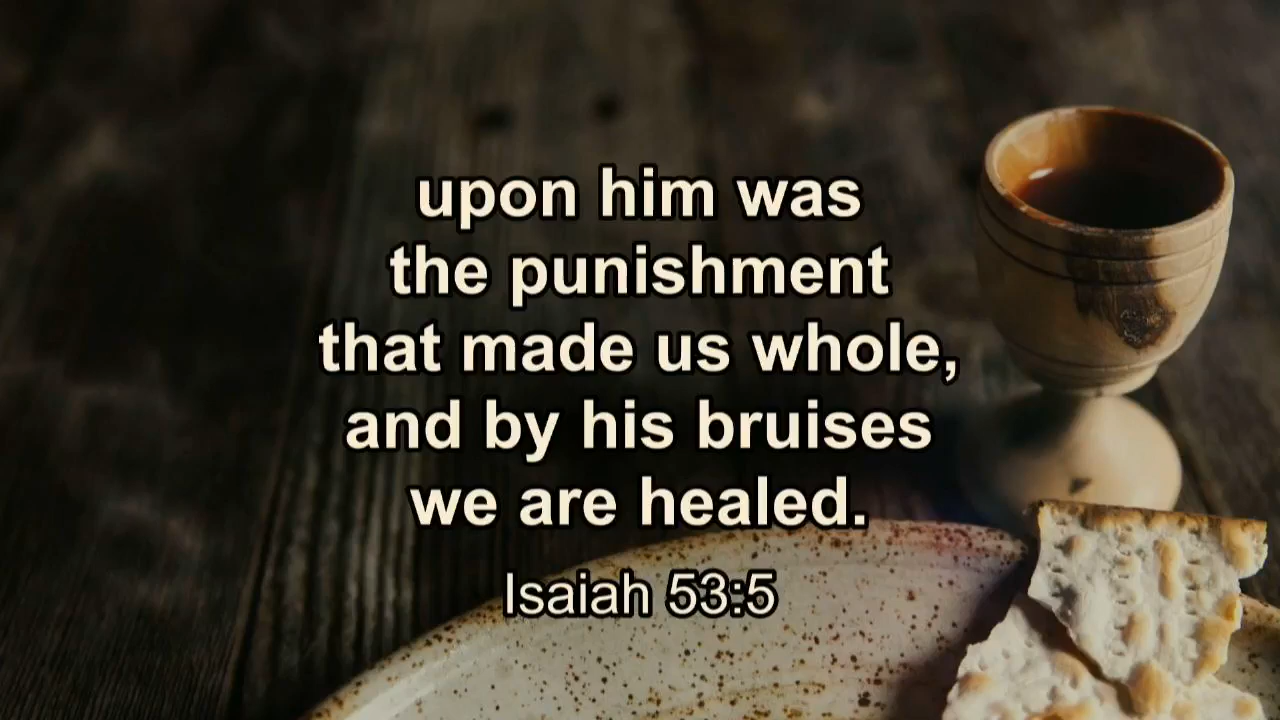 upon him was
the punishment
that made us whole,
and by his bruises
we are healed.
Isaiah 53:5